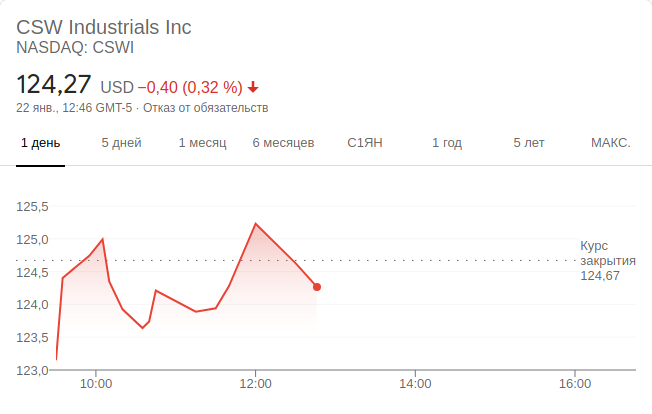 CSW Industrials Inc
NASDAQ: CSWI
124,27 USD −0,40 (0,32 %)
22 янв., 12:46 GMT-5 · Отказ от обязательств
1 день 5 дней 1 месяц 6 месяцев С1ЯН 1 год 5 лет МАКС.
125,5
125,0
124,5
124,0
123,5
123,0
Курс
закрытия
124,67
10:00 12:00 14:00 16:00